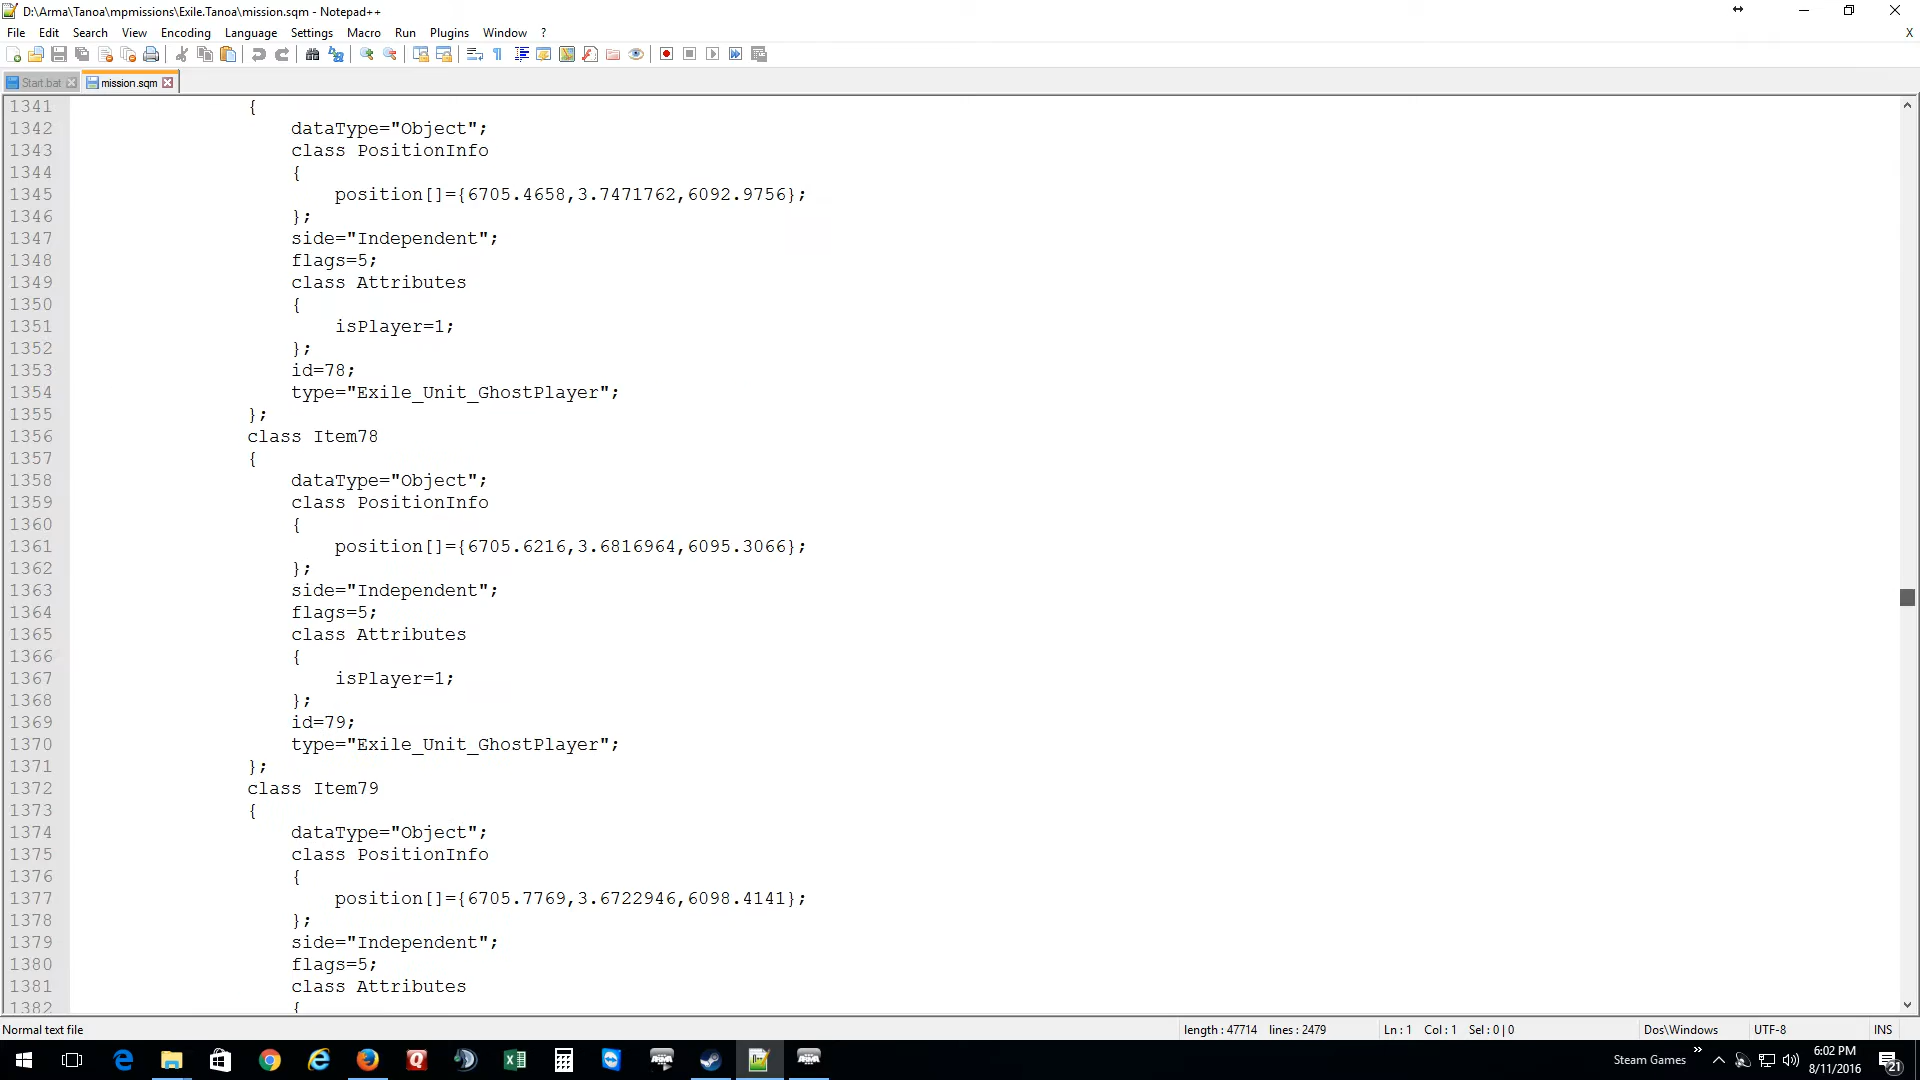 D:\Arma\Tanoa\mpmissions\Exile.Tanoa\mission.sqm - Notepad++
File Edit Search View Encoding Language Settings Macro Run Plugins Window ? X
Start.bat mission.sqm
1341 {
1342 dataType="Object";
1343 class PositionInfo
1344 {
1345 position[]={6705.4658,3.7471762,6092.9756};
1346 };
1347 side="Independent";
1348 flags=5;
1349 class Attributes
1350 {
1351 isPlayer=1;
1352 };
1353 id=78;
1354 type="Exile_Unit_GhostPlayer";
1355 };
1356 class Item78
1357 {
1358 dataType="Object";
1359 class PositionInfo
1360 {
1361 position[]={6705.6216,3.6816964,6095.3066};
1362 };
1363 side="Independent";
1364 flags=5;
1365 class Attributes
1366 {
1367 isPlayer=1;
1368 };
1369 id=79;
1370 type="Exile_Unit_GhostPlayer";
1371 };
1372 class Item79
1373 {
1374 dataType="Object";
1375 class PositionInfo
1376 {
1377 position[]={6705.7769,3.6722946,6098.4141};
1378 };
1379 side="Independent";
1380 flags=5;
1381 class Attributes
1382 {
Normal text file length : 47714 lines : 2479 Ln : 1 Col : 1 Sel : 0 | 0 Dos\Windows UTF-8 INS
Steam Games » 6:02 PM
8/11/2016 21